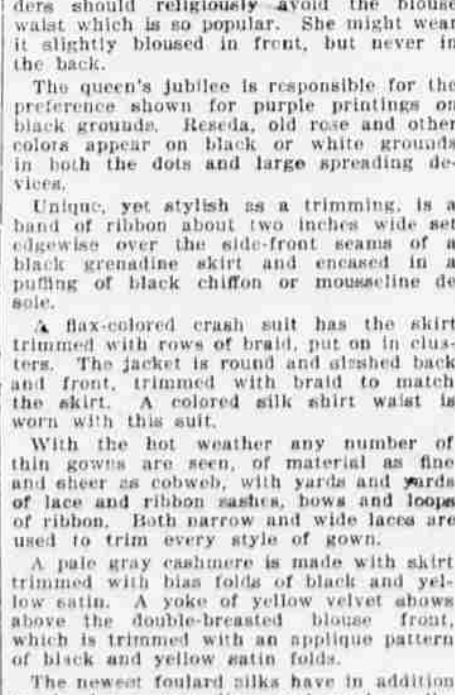 ders should religiously avoid the blouse
waist which is so popular. She might wear
it slightly bloused in front, but never in
the back.
The queen's jubilee is responsible for the
preference shown for purple printings on
black grounds. Reseda, old rose and other
colors appear on black or white grounds
in both the dots and large spreading de-
vices.
Unique, yet stylish as a trimming, is a
band of ribbon about two inches wide set
edgewise over the side-front seams of a
black grenadine skirt and encased in a
puffing of black chiffon or mousseline de
soie.
A flax-colored crash suit has the skirt
trimmed with rows of braid, put on in clus-
ters. The jacket is round and slashed back
and front, trimmed with braid to match
the skirt. A colored silk shirt waist is
worn with this suit.
With the hot weather any number of
thin gowns are seen, of material as fine
and sheer as cobweb, with yards and yards
of lace and ribbon sashes, bows and loops
of ribbon. Both narrow and wide laces are
used to trim every style of gown.
A pale gray cashmere is made with skirt
trimmed with bias folds of black and yel-
low satin. A yoke of yellow velvet shows
above the double-breasted blouse front,
which is trimmed with an applique pattern
of black and yellow satin folds.
The newest foulard silks have in addition